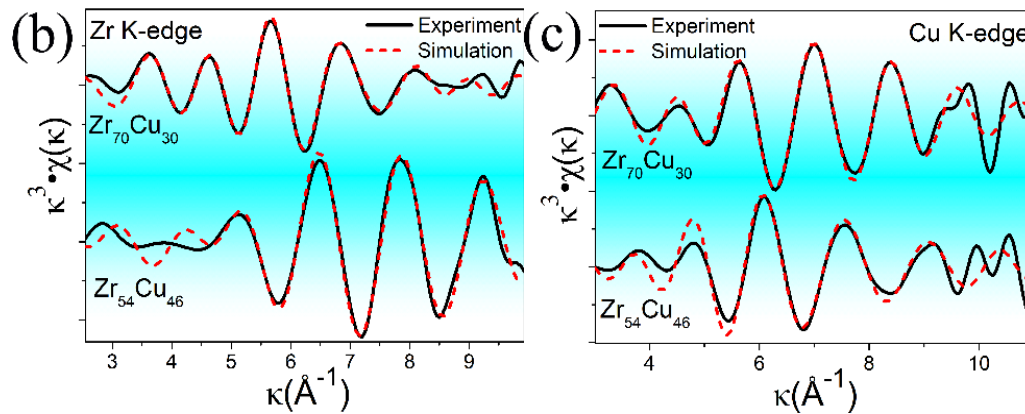 (b)
Zr K-edge
Experiment
Simulation
Zr₇₀Cu₃₀
Zr₅₄Cu₄₆
κ³•χ(κ)
3 4 5 6 7 8 9
κ(Å⁻¹)
(c)
Experiment
Simulation
Cu K-edge
Zr₇₀Cu₃₀
Zr₅₄Cu₄₆
κ³•χ(κ)
4 6 8 10
κ(Å⁻¹)